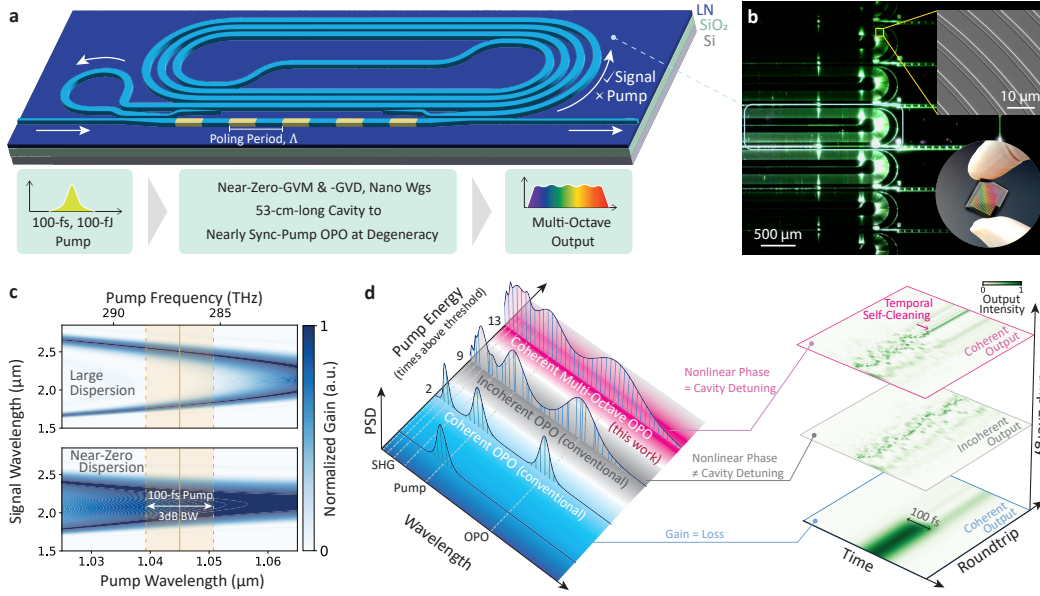 a
LN
SiO₂
Si
✓Signal
×Pump
Poling Period, Λ
100-fs, 100-fJ
Pump
Near-Zero-GVM & -GVD, Nano Wgs
53-cm-long Cavity to
Nearly Sync-Pump OPO at Degeneracy
Multi-Octave
Output
b
10 μm
500 μm
c
Pump Frequency (THz)
290
285
2.5
2.0
1.5
Large
Dispersion
Near-Zero
Dispersion
100-fs Pump
3dB BW
2.5
2.0
1.5
Signal Wavelength (μm)
1.03
1.04
1.05
1.06
Pump Wavelength (μm)
1
0
Normalized Gain (a.u.)
d
Pump Energy
(times above threshold)
13
9
2
PSD
SHG
Pump
OPO
Wavelength
Coherent Multi-Octave OPO
(this work)
Incoherent OPO (conventional)
Coherent OPO (conventional)
Nonlinear Phase
= Cavity Detuning
Nonlinear Phase
≠ Cavity Detuning
Gain = Loss
0
1
Output
Intensity
Temporal
Self-Cleaning
Coherent
Output
Incoherent
Output
100 fs
Coherent
Output
Time
Roundtrip